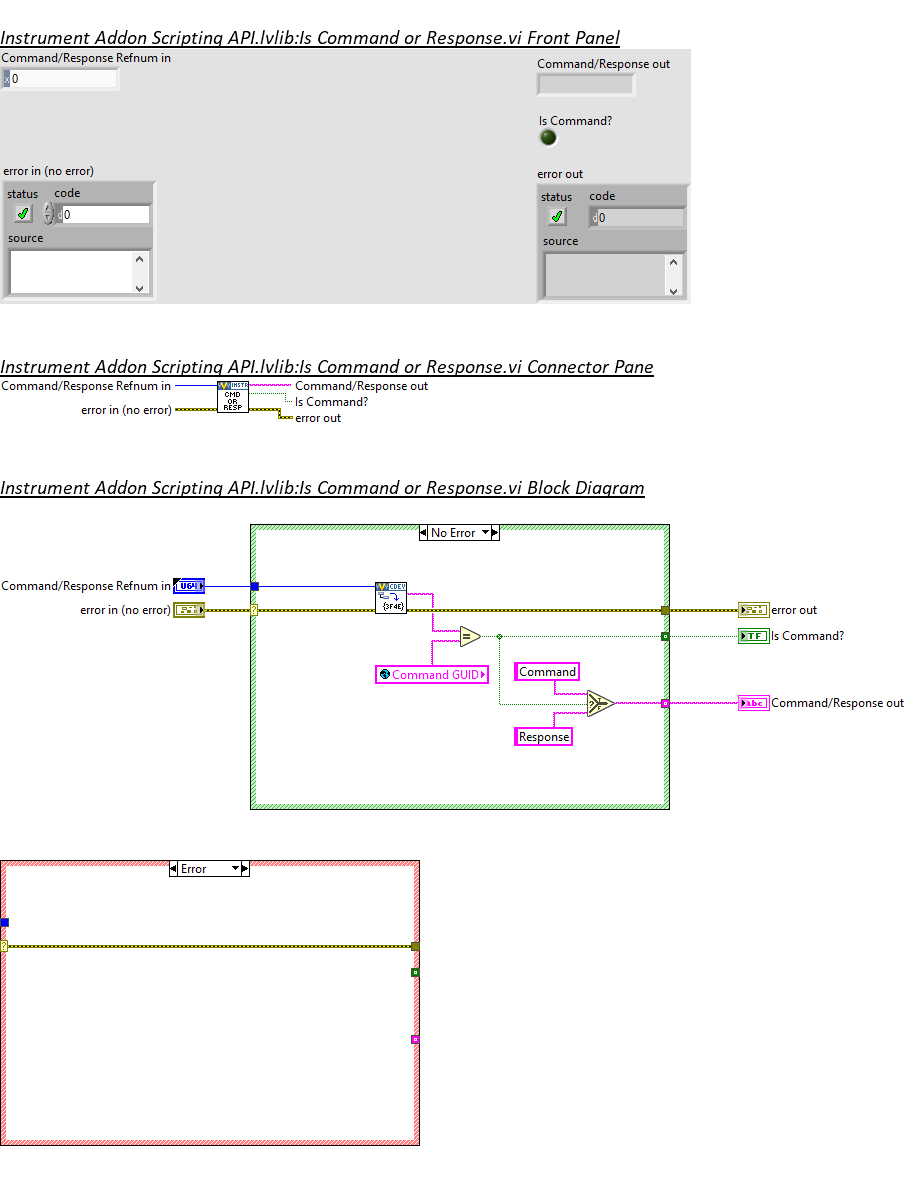 Instrument Addon Scripting API.lvlib:Is Command or Response.vi Front Panel
Command/Response Refnum in
x 0
Command/Response out
Is Command?
error in (no error)
status code
d 0
source
error out
status code
d 0
source
Instrument Addon Scripting API.lvlib:Is Command or Response.vi Connector Pane
Command/Response Refnum in
error in (no error)
INSTR
CMD
OR
RESP
Command/Response out
Is Command?
error out
Instrument Addon Scripting API.lvlib:Is Command or Response.vi Block Diagram
No Error
Command/Response Refnum in
U64
error in (no error)
?
CDEV
{3F4E}
=
Command GUID
Command
Response
?
T
F
error out
TF
Is Command?
abc
Command/Response out
Error
?